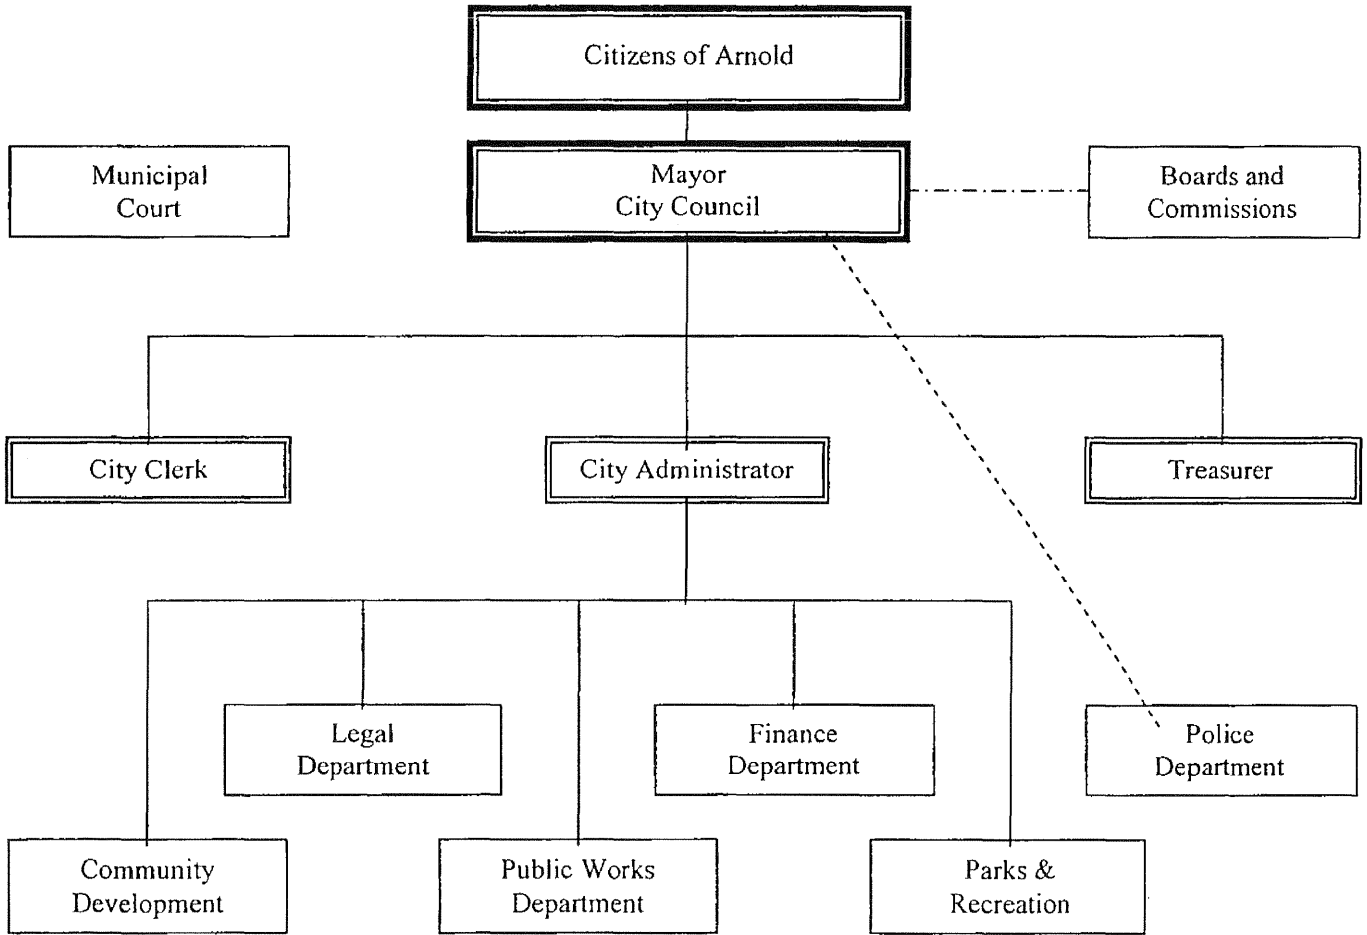 Citizens of Arnold
Municipal
Court
Mayor
City Council
Boards and
Commissions
City Clerk
City Administrator
Treasurer
Legal
Department
Finance
Department
Police
Department
Community
Development
Public Works
Department
Parks &
Recreation